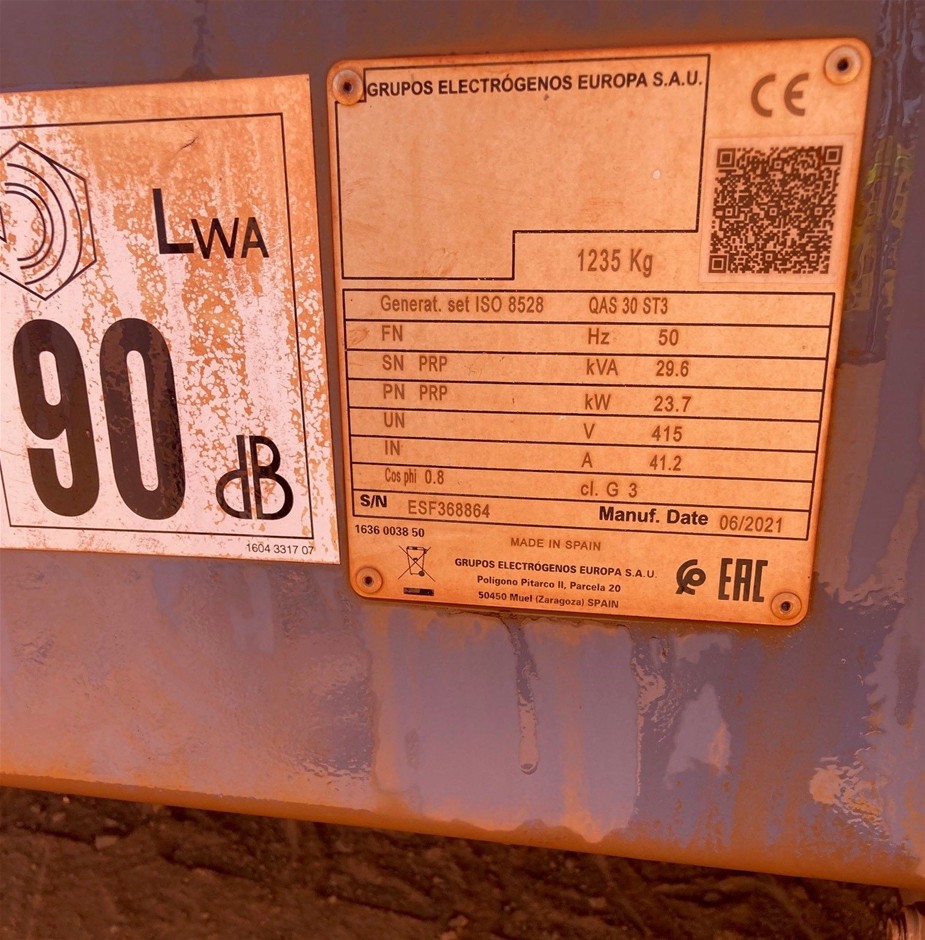 LWA
90
dB
1604 3317 07
GRUPOS ELECTRÓGENOS EUROPA S.A.U.
CE
1235 Kg
Generat. set ISO 8528 QAS 30 ST3
FN Hz 50
SN PRP kVA 29.6
PN PRP kW 23.7
UN V 415
IN A 41.2
Cos phi 0.8 cl. G 3
S/N ESF368864 Manuf. Date 06/2021
1636 0038 50
MADE IN SPAIN
GRUPOS ELECTRÓGENOS EUROPA S.A.U.
Polígono Pitarco II, Parcela 20
50450 Muel (Zaragoza) SPAIN
EAC